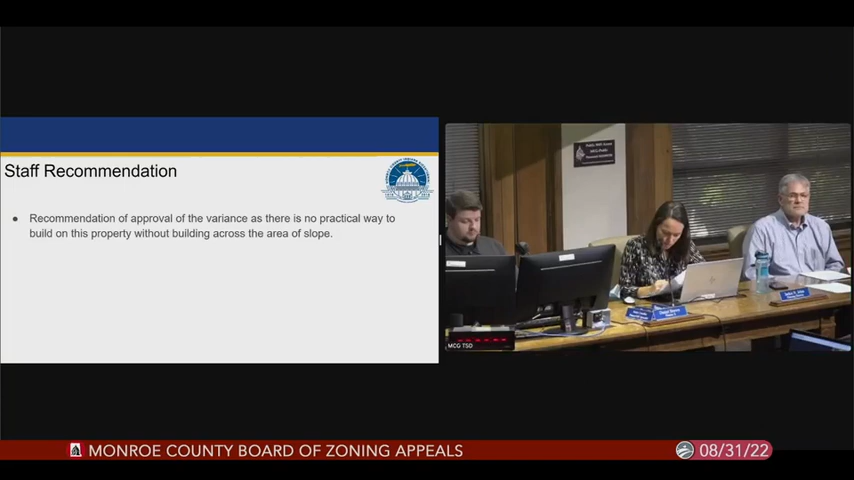 Staff Recommendation
● Recommendation of approval of the variance as there is no practical way to
build on this property without building across the area of slope.
MCG TSD
MONROE COUNTY BOARD OF ZONING APPEALS
08/31/22